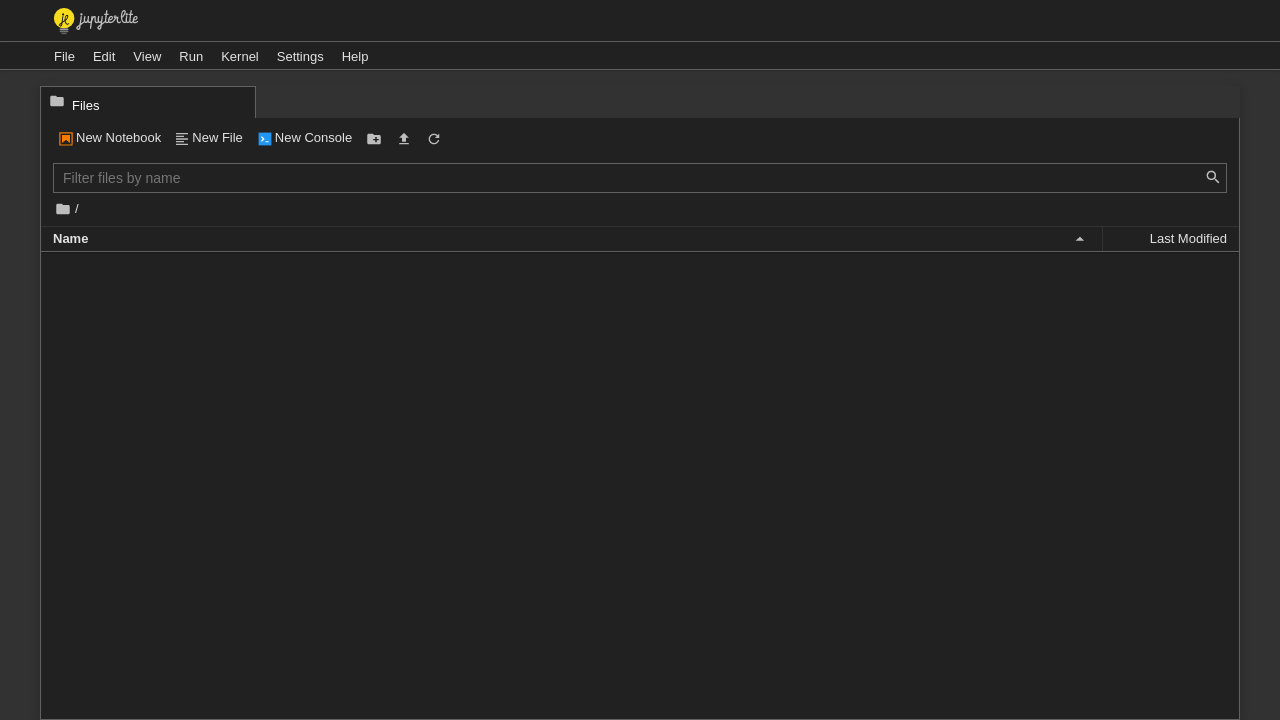 jupyterlite
File Edit View Run Kernel Settings Help
Files
New Notebook New File New Console
Filter files by name
/
Name Last Modified